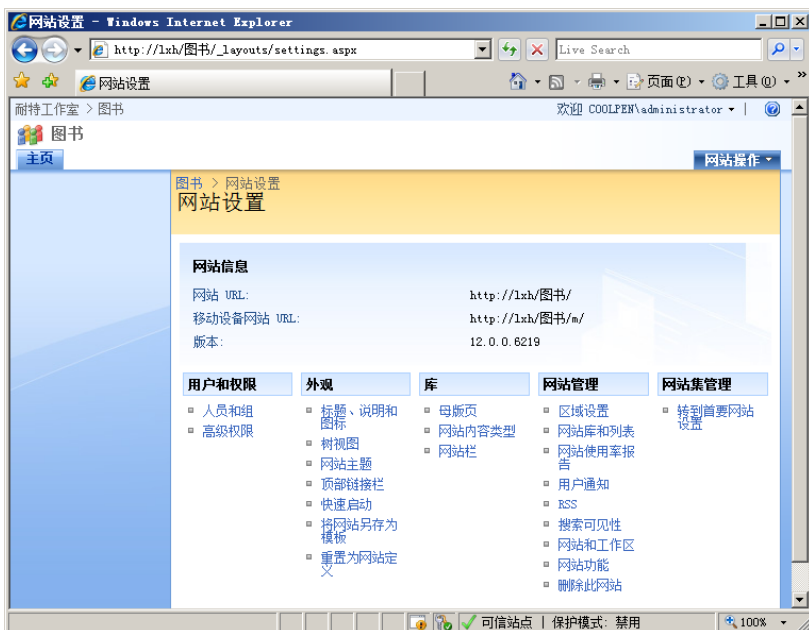 网站设置 - Windows Internet Explorer
http://lxh/图书/_layouts/settings.aspx
Live Search
网站设置
页面(P)
工具(O)
耐特工作室 > 图书
欢迎 COOLPEN\administrator
图书
主页
网站操作
图书 > 网站设置
网站设置
网站信息
网站 URL: http://lxh/图书/
移动设备网站 URL: http://lxh/图书/m/
版本: 12.0.0.6219
用户和权限
人员和组
高级权限
外观
标题、说明和
图标
树视图
网站主题
顶部链接栏
快速启动
将网站另存为
模板
重置为网站定
义
库
母版页
网站内容类型
网站栏
网站管理
区域设置
网站库和列表
网站使用率报
告
用户通知
RSS
搜索可见性
网站和工作区
网站功能
删除此网站
网站集管理
转到首要网站
设置
可信站点 | 保护模式: 禁用
100%